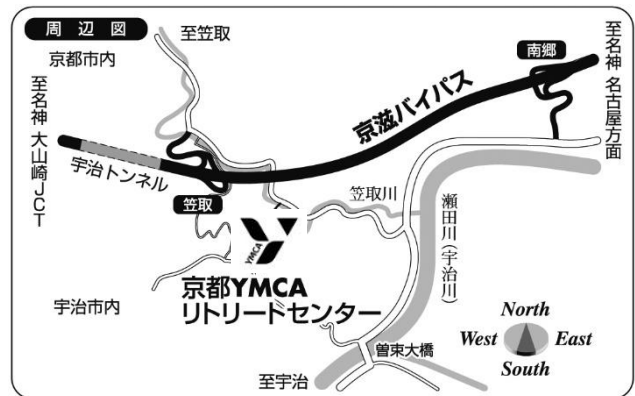 周辺図
至笠取
京都市内
至名神 大山崎JCT
宇治トンネル
笠取
京滋バイパス
南郷
至名神 名古屋方面
笠取川
瀬田川(宇治川)
YMCA
京都YMCA
リトリートセンター
宇治市内
曽束大橋
至宇治
North
West East
South